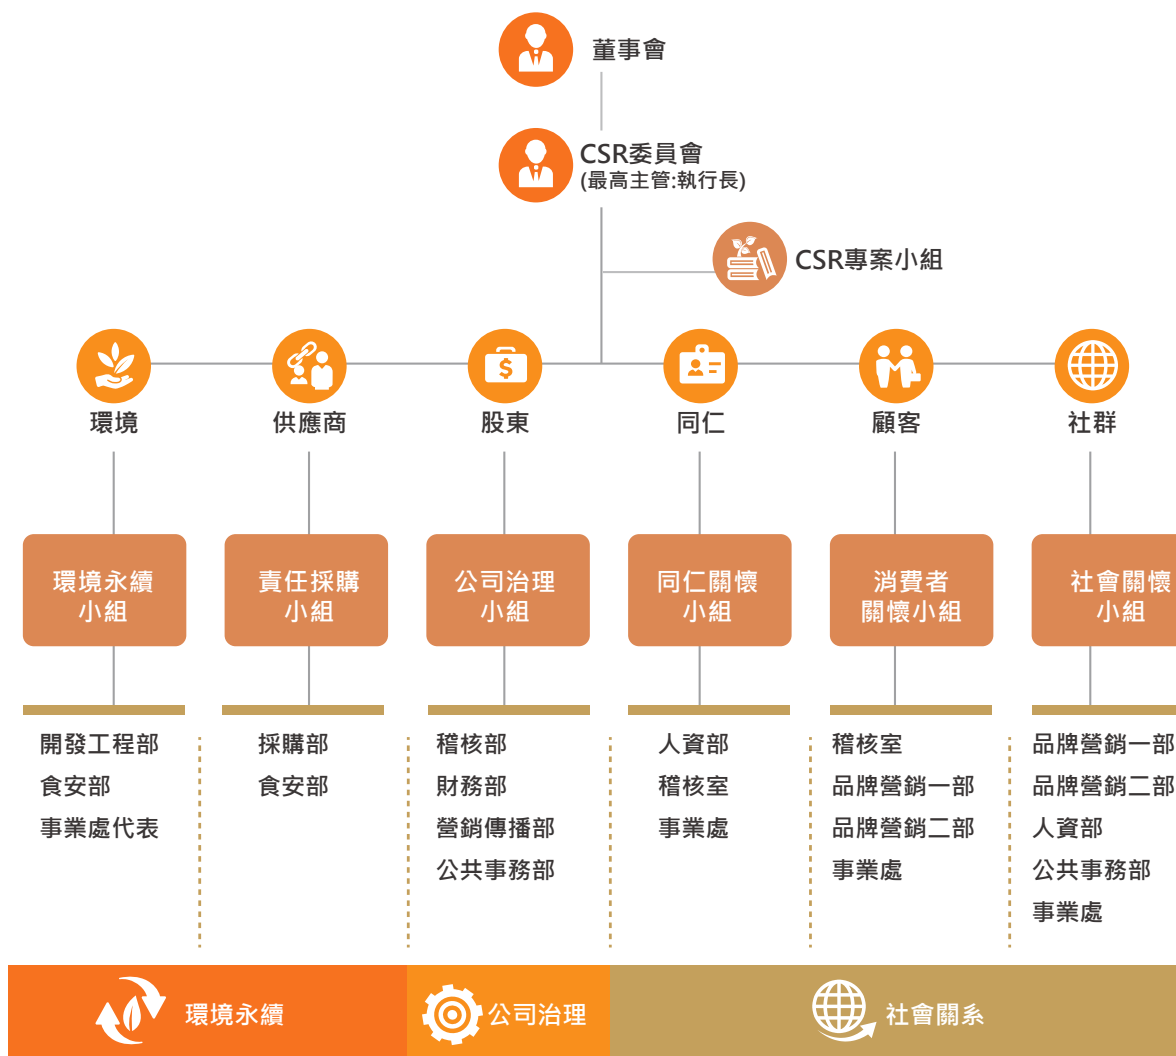 董事會
CSR委員會
(最高主管:執行長)
CSR專案小組
環境
供應商
股東
同仁
顧客
社群
環境永續
小組
責任採購
小組
公司治理
小組
同仁關懷
小組
消費者
關懷小組
社會關懷
小組
開發工程部
食安部
事業處代表
採購部
食安部
稽核部
財務部
營銷傳播部
公共事務部
人資部
稽核室
事業處
稽核室
品牌營銷一部
品牌營銷二部
事業處
品牌營銷一部
品牌營銷二部
人資部
公共事務部
事業處
環境永續
公司治理
社會關系